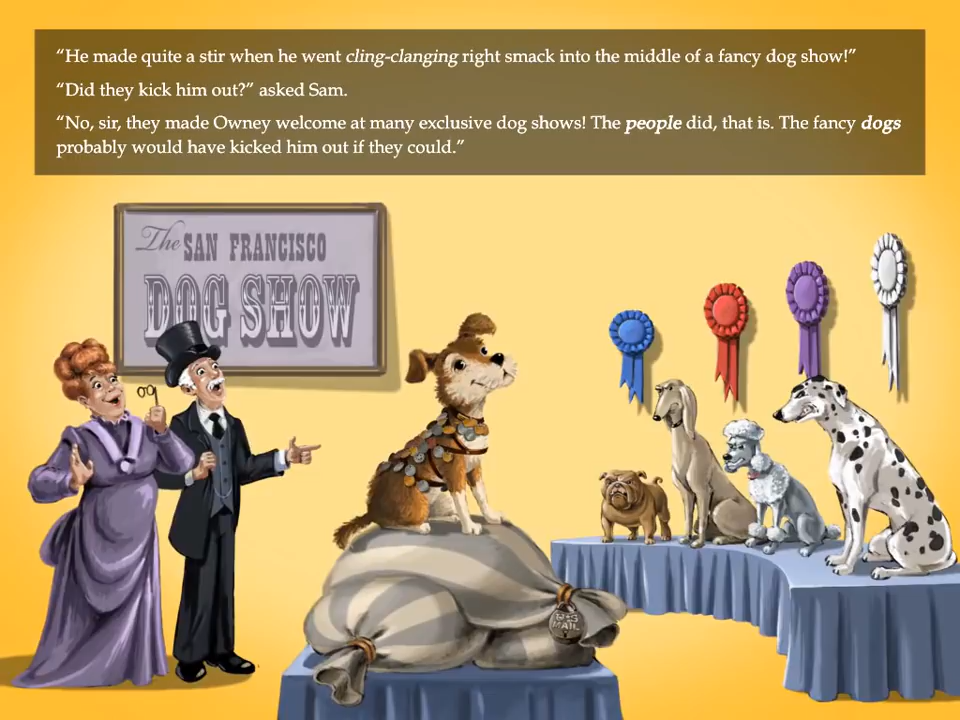 “He made quite a stir when he went cling-clanging right smack into the middle of a fancy dog show!”
“Did they kick him out?” asked Sam.
“No, sir, they made Owney welcome at many exclusive dog shows! The people did, that is. The fancy dogs
probably would have kicked him out if they could.”
The SAN FRANCISCO
DOG SHOW
MAIL